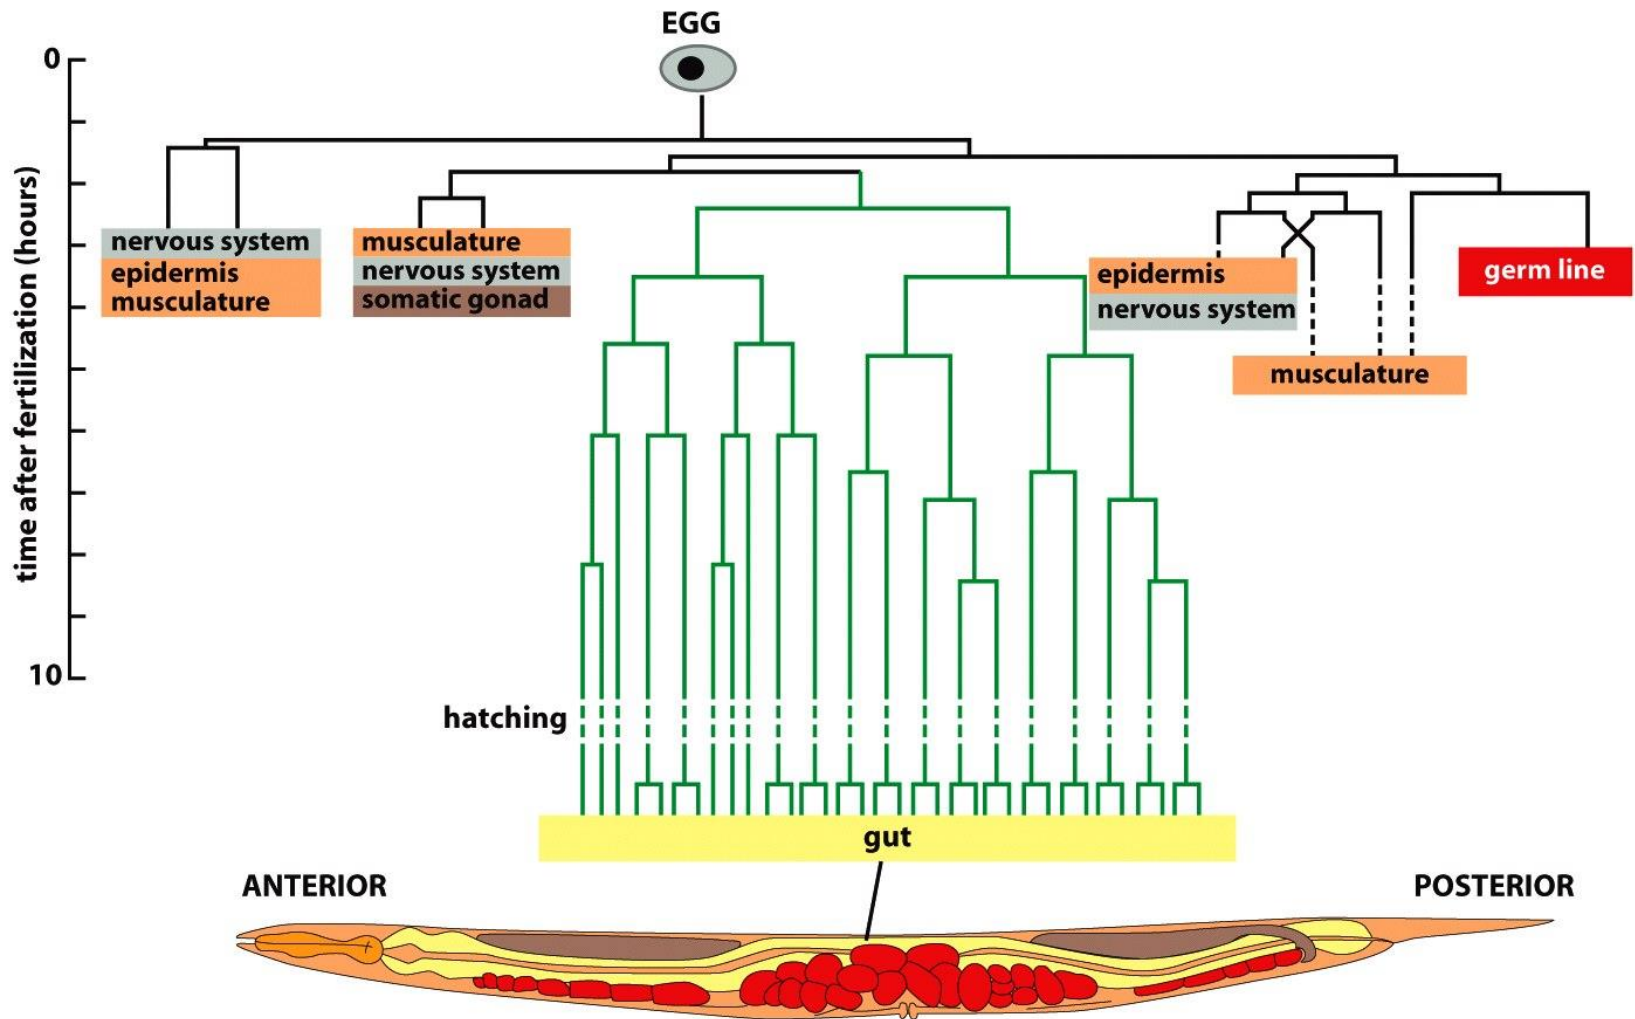 EGG
0
time after fertilization (hours)
10
nervous system
epidermis
musculature
musculature
nervous system
somatic gonad
epidermis
nervous system
germ line
musculature
hatching
gut
ANTERIOR
POSTERIOR